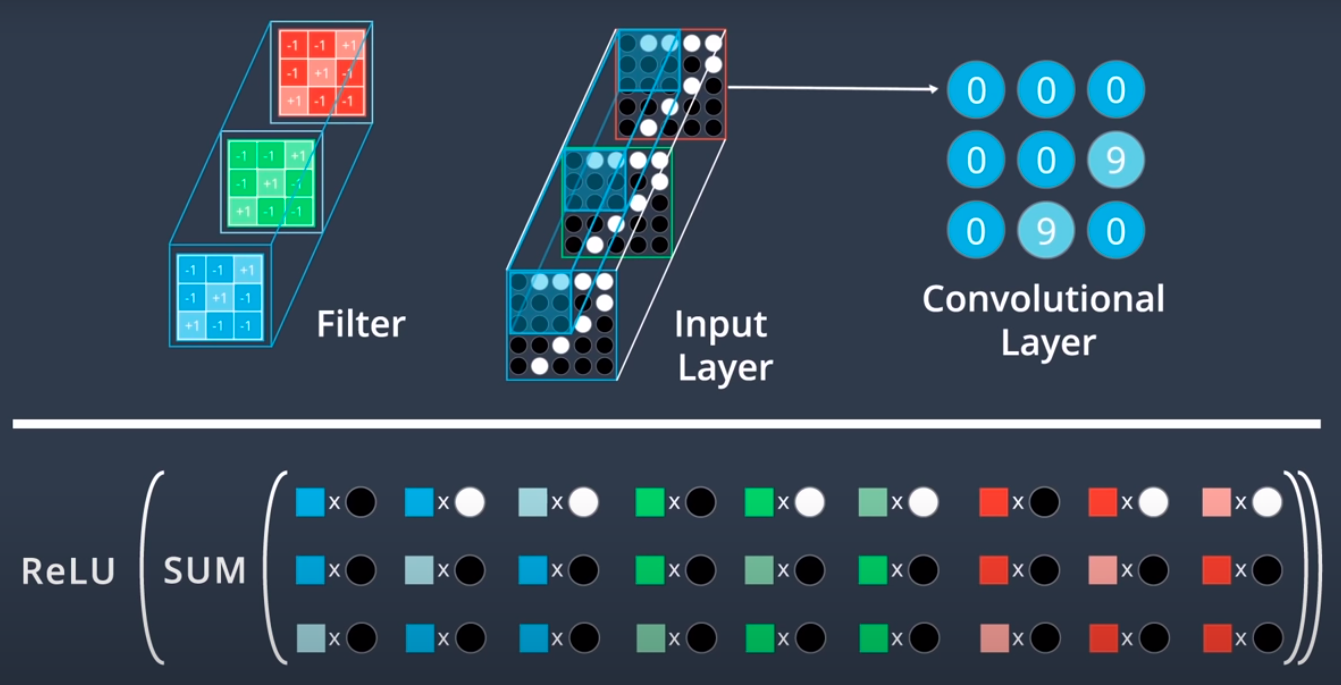 -1 -1 +1
-1 +1 -1
+1 -1 -1
-1 -1 +1
-1 +1 -1
+1 -1 -1
-1 -1 +1
-1 +1 -1
+1 -1 -1
Filter
Input
Layer
0 0 0
0 0 9
0 9 0
Convolutional
Layer
x x x x x x x x x
ReLU ( SUM ( x x x x x x x x x ))
x x x x x x x x x